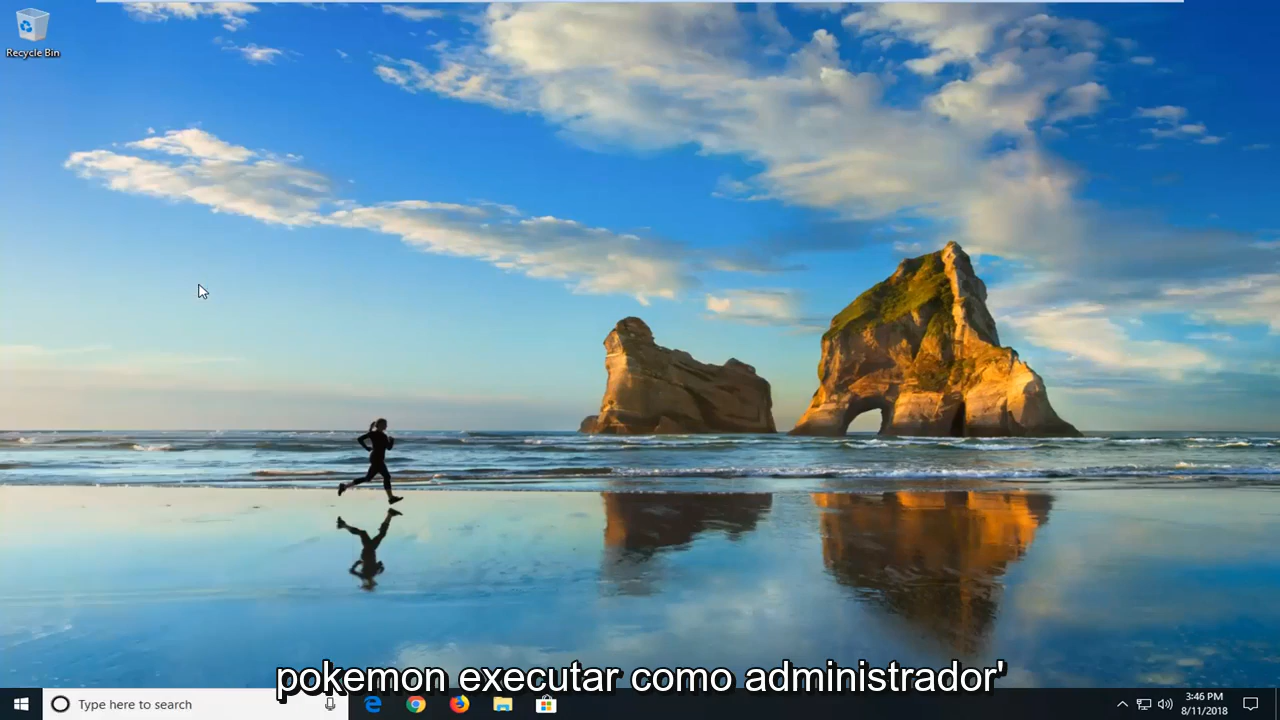 Recycle Bin
pokemon executar como administrador'
Type here to search
3:46 PM
8/11/2018